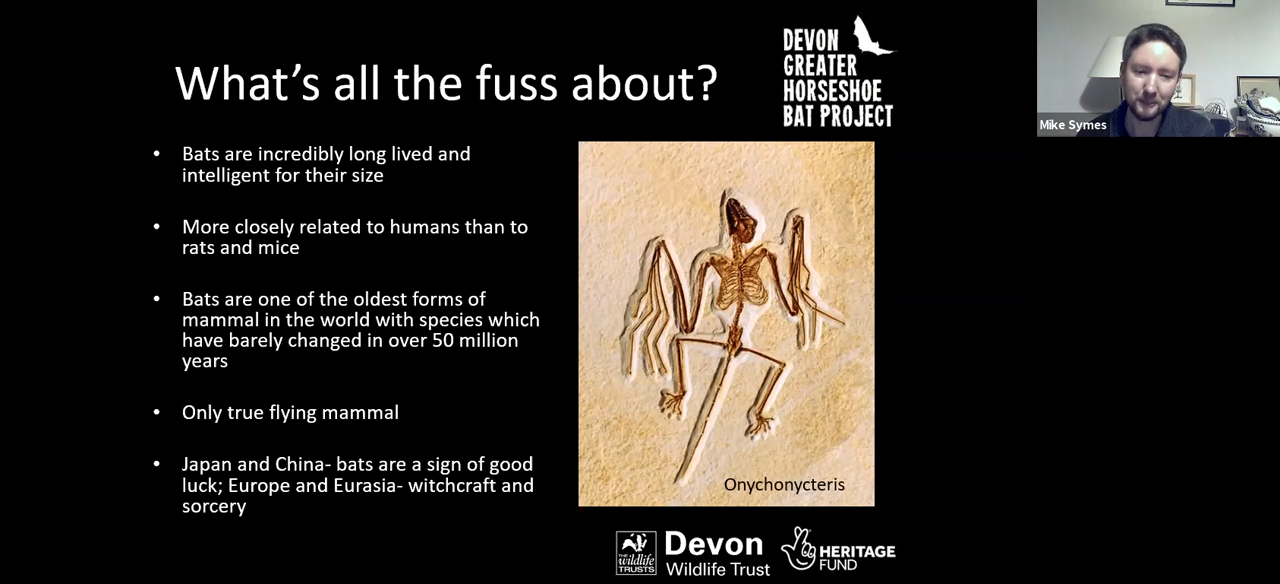 What's all the fuss about?
DEVON
GREATER
HORSESHOE
BAT PROJECT
Mike Symes
• Bats are incredibly long lived and
intelligent for their size
• More closely related to humans than to
rats and mice
• Bats are one of the oldest forms of
mammal in the world with species which
have barely changed in over 50 million
years
• Only true flying mammal
• Japan and China- bats are a sign of good
luck; Europe and Eurasia- witchcraft and
sorcery
Onychonycteris
THE
wildlife
TRUSTS
Devon
Wildlife Trust
HERITAGE
FUND